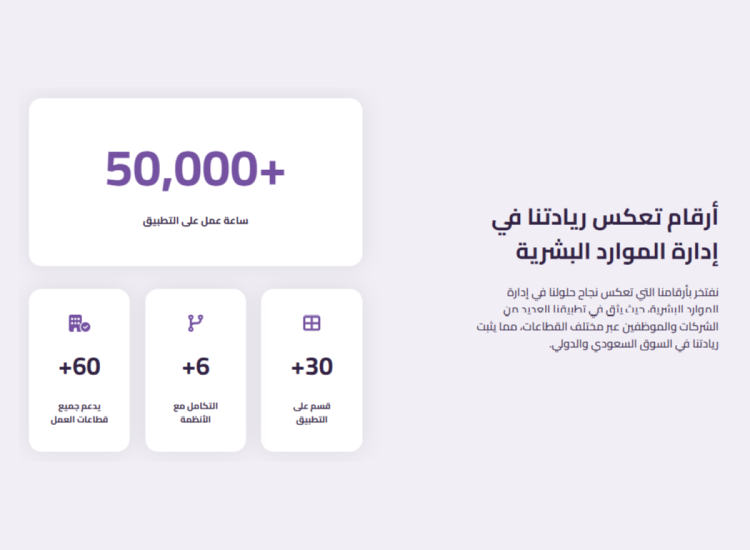 أرقام تعكس ريادتنا في
إدارة الموارد البشرية
نفتخر بأرقامنا التي تعكس نجاح حلولنا في إدارة
الموارد البشرية، حيث يثق في تطبيقنا العديد من
الشركات والموظفين عبر مختلف القطاعات، مما يثبت
ريادتنا في السوق السعودي والدولي.
50,000+
ساعة عمل على التطبيق
+30
قسم على
التطبيق
+6
التكامل مع
الأنظمة
+60
يدعم جميع
قطاعات العمل